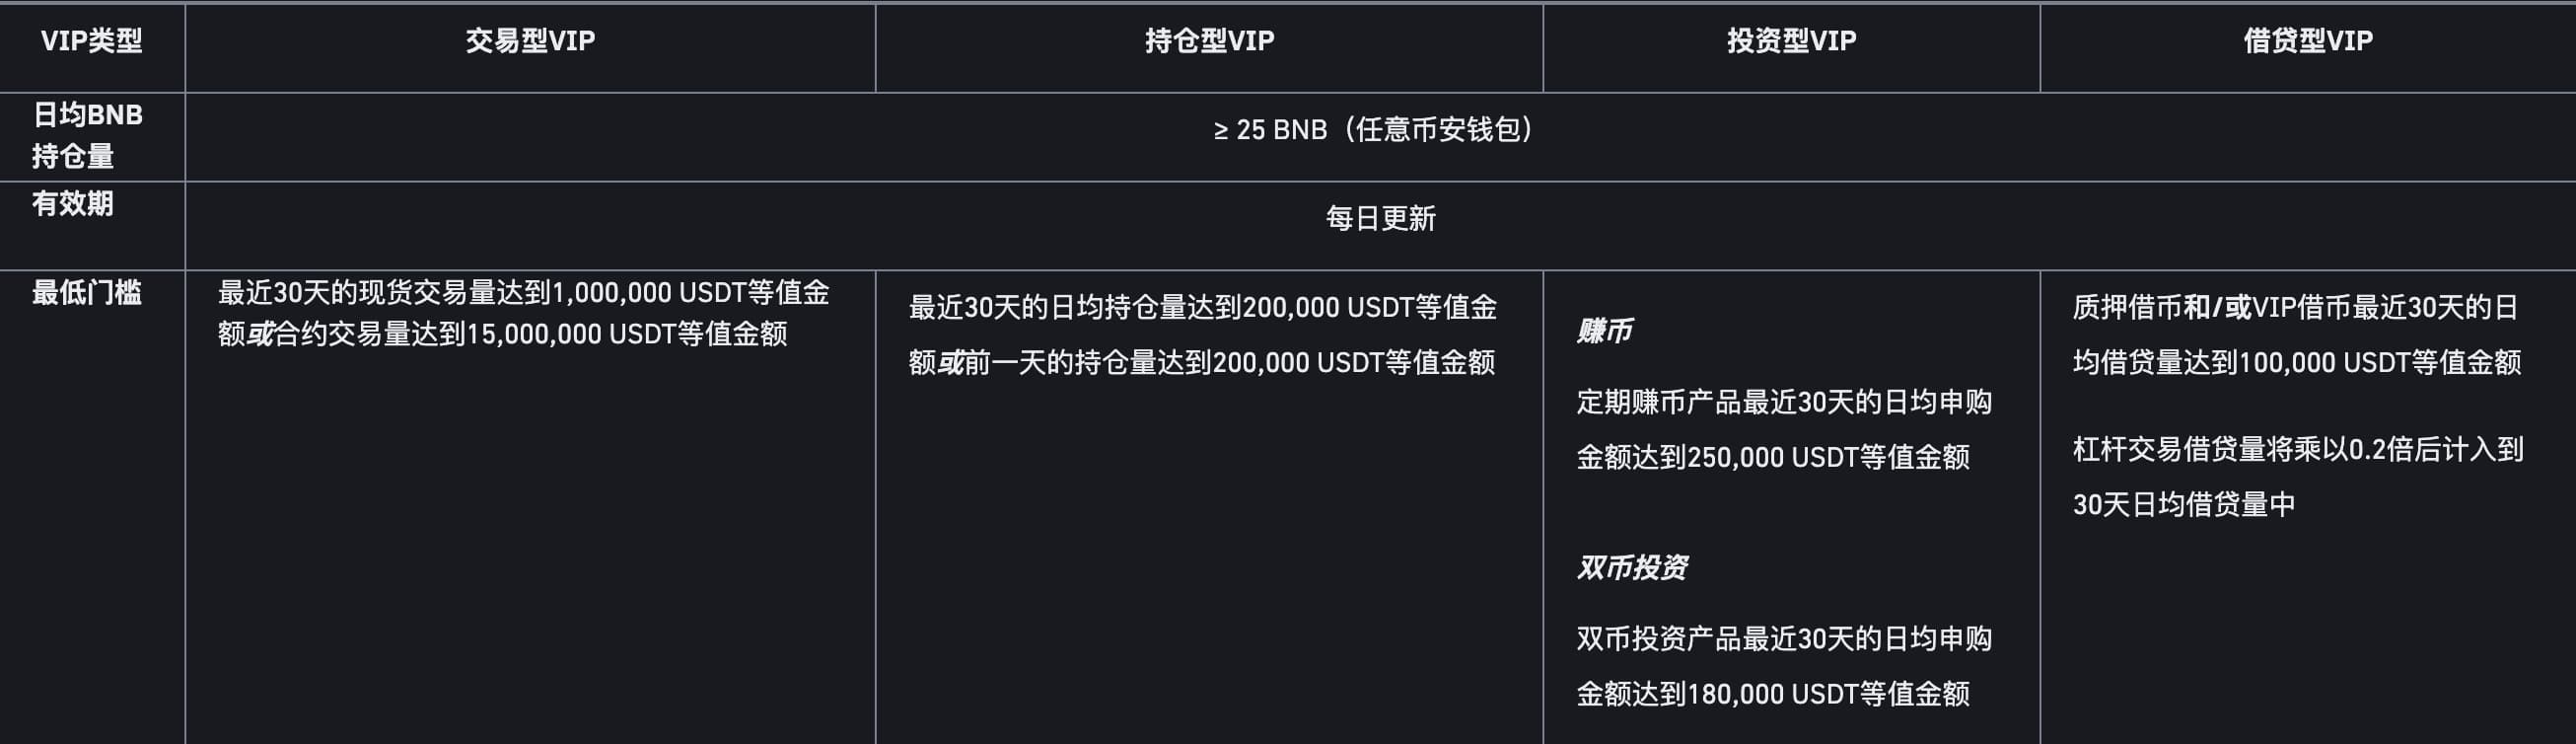 VIP类型
交易型VIP
持仓型VIP
投资型VIP
借贷型VIP
日均BNB
持仓量
≥ 25 BNB（任意币安钱包）
有效期
每日更新
最低门槛
最近30天的现货交易量达到1,000,000 USDT等值金
额或合约交易量达到15,000,000 USDT等值金额
最近30天的日均持仓量达到200,000 USDT等值金
额或前一天的持仓量达到200,000 USDT等值金额
赚币
定期赚币产品最近30天的日均申购
金额达到250,000 USDT等值金额
双币投资
双币投资产品最近30天的日均申购
金额达到180,000 USDT等值金额
质押借币和/或VIP借币最近30天的日
均借贷量达到100,000 USDT等值金额
杠杆交易借贷量将乘以0.2倍后计入到
30天日均借贷量中